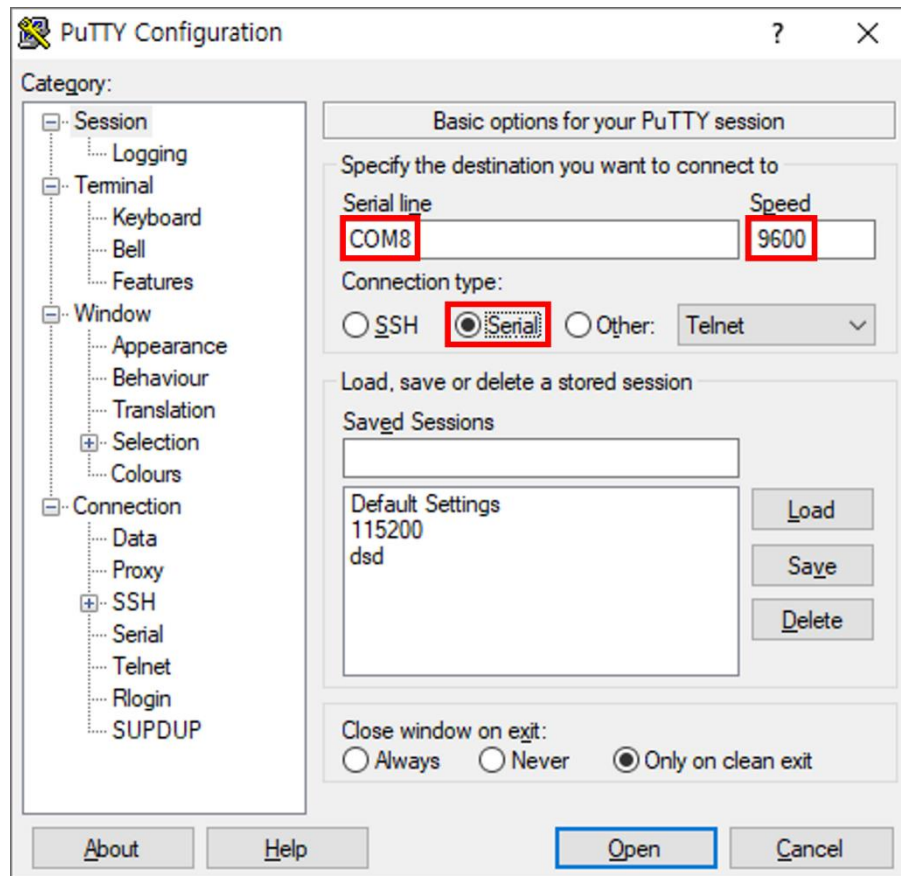 PuTTY Configuration
?
Category:
Session
Logging
Terminal
Keyboard
Bell
Features
Window
Appearance
Behaviour
Translation
Selection
Colours
Connection
Data
Proxy
SSH
Serial
Telnet
Rlogin
SUPDUP
Basic options for your PuTTY session
Specify the destination you want to connect to
Serial line Speed
COM8 9600
Connection type:
SSH Serial Other: Telnet
Load, save or delete a stored session
Saved Sessions
Default Settings
115200
dsd
Load
Save
Delete
Close window on exit:
Always Never Only on clean exit
About Help Open Cancel